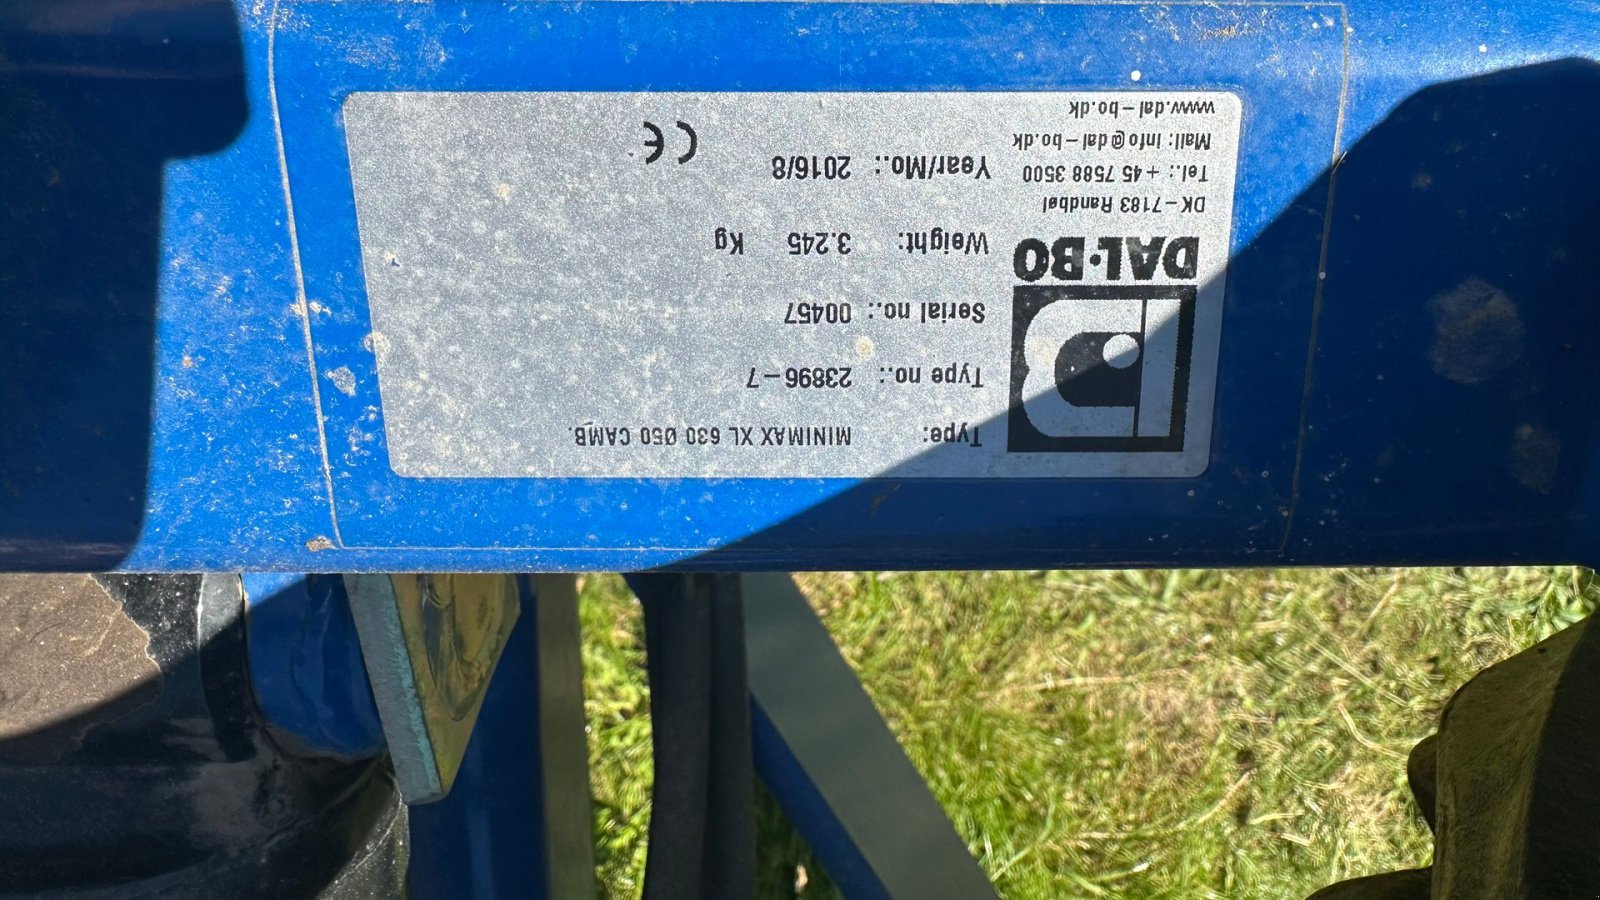 DAL-BO
DK-7183 Randbøl
Tel.: +45 7588 3500
Mail: info@dal-bo.dk
www.dal-bo.dk
Type: MINIMAX XL 630 Ø50 CAMB.
Type no.: 23896-7
Serial no.: 00457
Weight: 3.245 Kg
Year/Mo.: 2016/8
CE